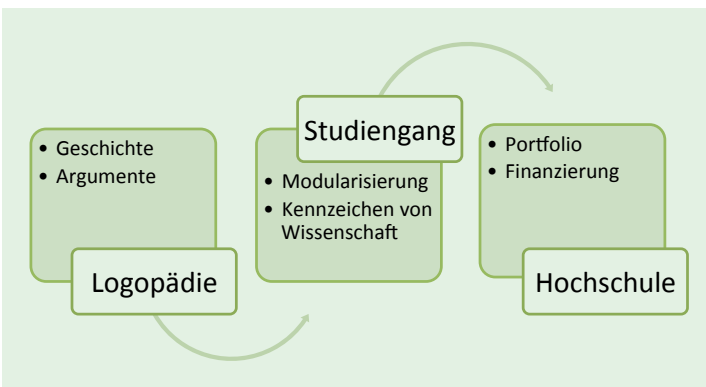 • Geschichte
• Argumente
Logopädie
Studiengang
• Modularisierung
• Kennzeichen von
Wissenschaft
• Portfolio
• Finanzierung
Hochschule